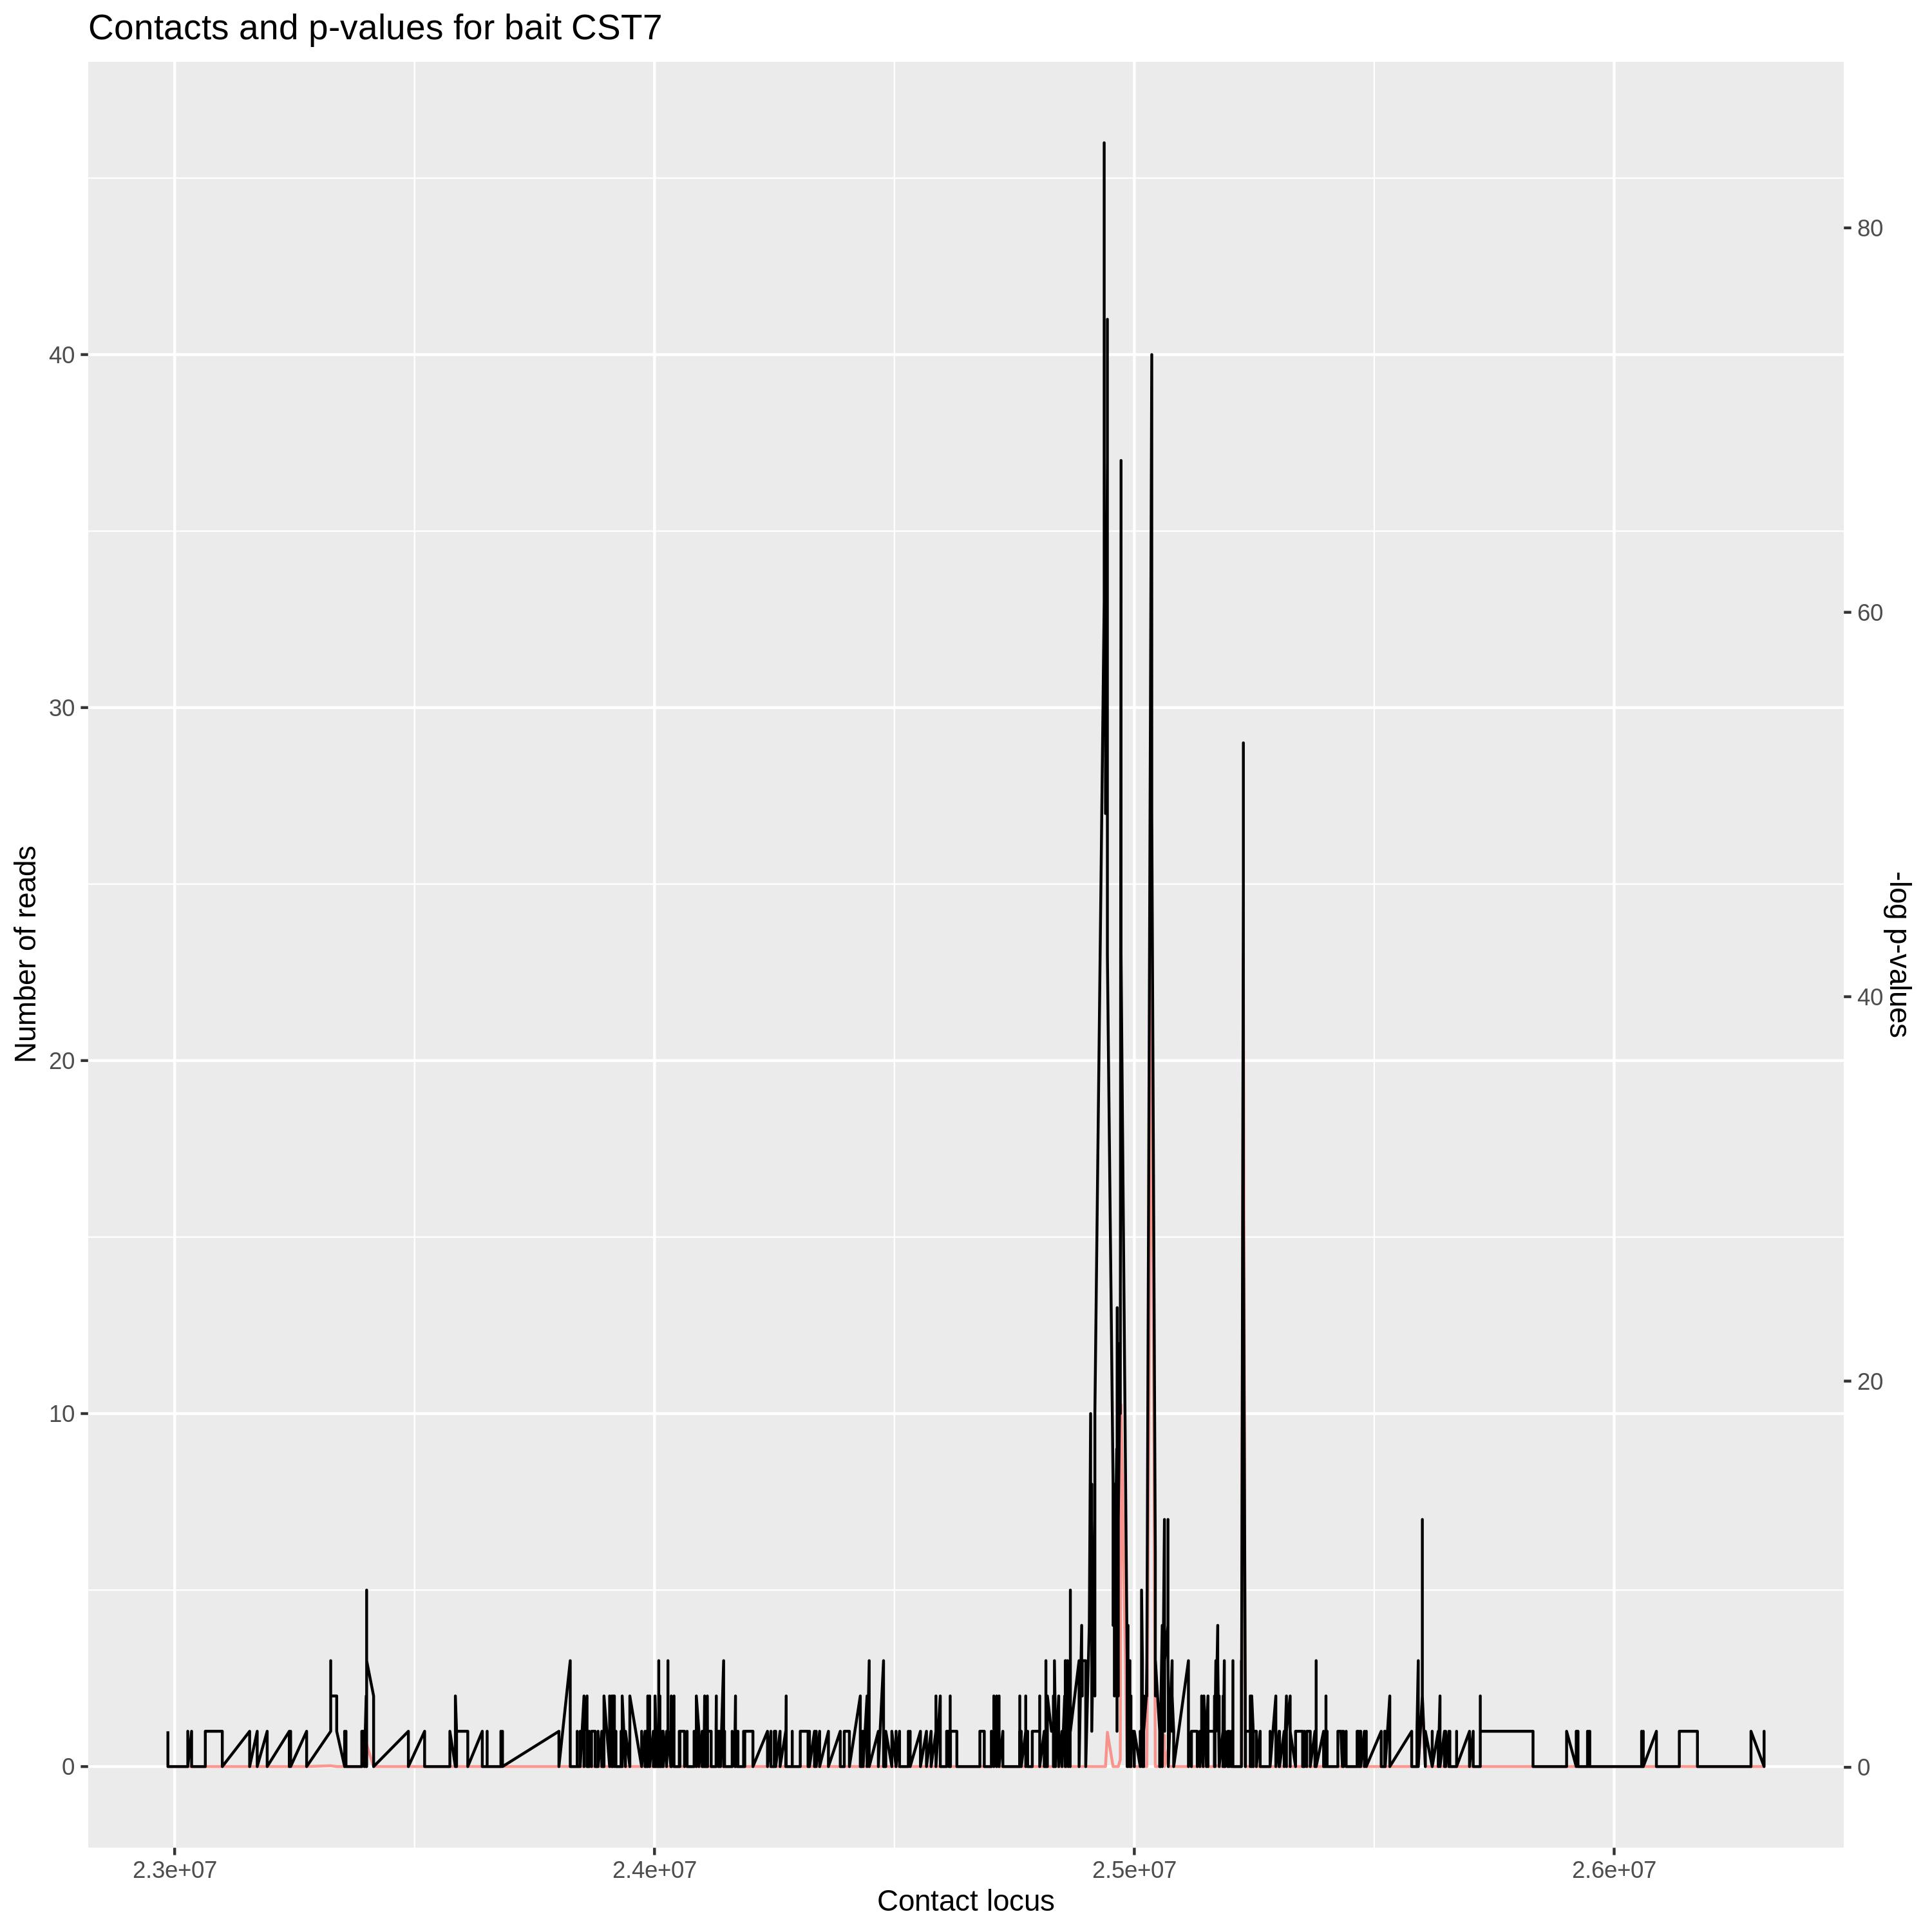 Contacts and p-values for bait CST7
Number of reads
40
30
20
10
0
80
60
40
20
0
-log p-values
2.3e+07
2.4e+07
2.5e+07
2.6e+07
Contact locus